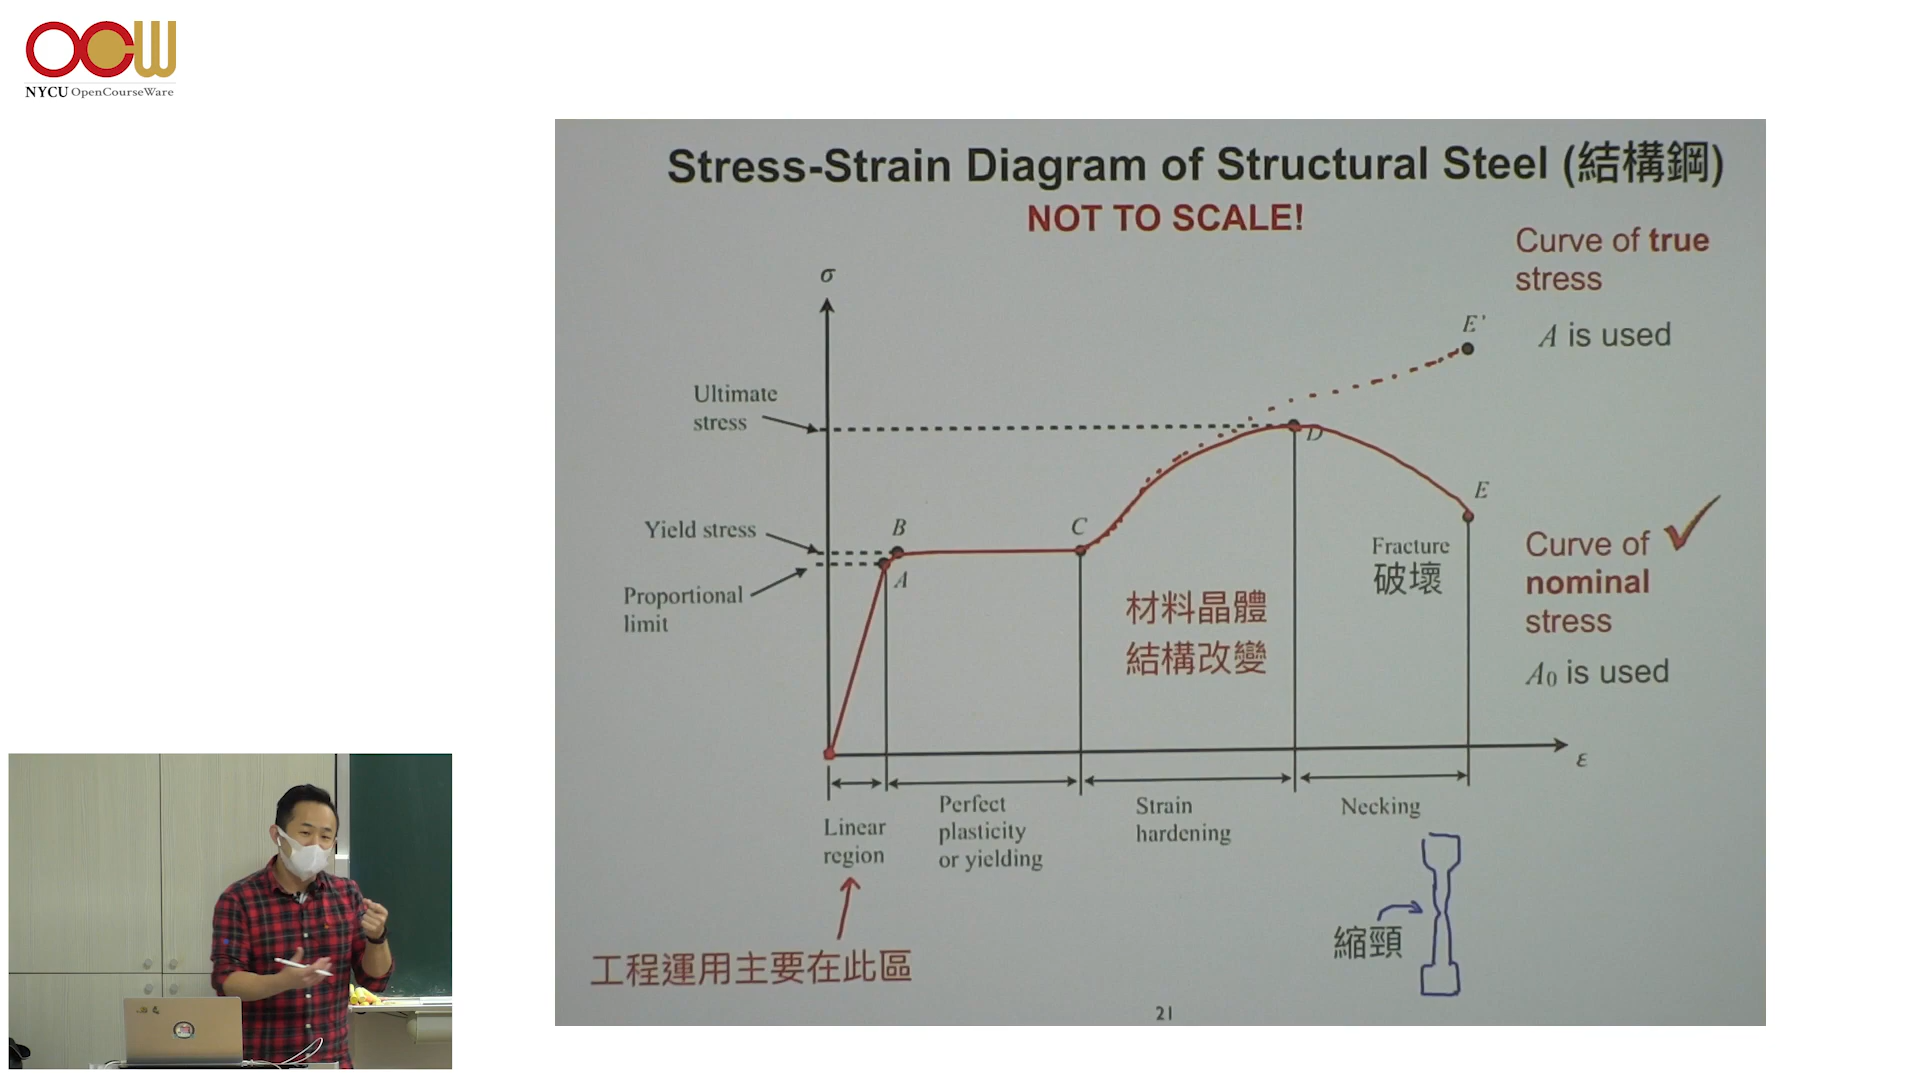 OCW
NYCU OpenCourseWare
Stress-Strain Diagram of Structural Steel (結構鋼)
NOT TO SCALE!
Curve of true
stress
A is used
σ
E'
Ultimate
stress
D
E
Yield stress
B
C
A
Proportional
limit
Fracture
破壞
Curve of
nominal
stress
A0 is used
材料晶體
結構改變
ε
Linear
region
Perfect
plasticity
or yielding
Strain
hardening
Necking
縮頸
工程運用主要在此區
21